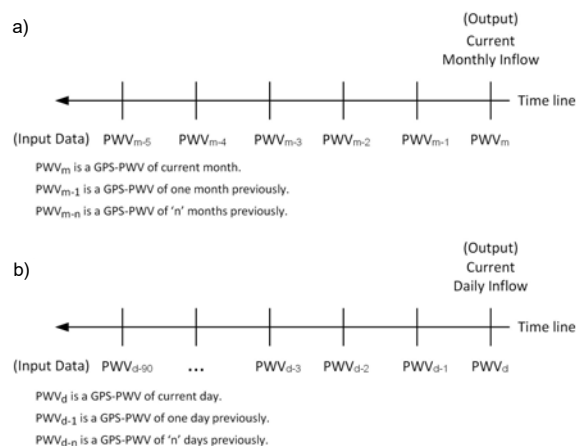 a)
(Output)
Current
Monthly Inflow
Time line
(Input Data) PWVm-5 PWVm-4 PWVm-3 PWVm-2 PWVm-1 PWVm
PWVm is a GPS-PWV of current month.
PWVm-1 is a GPS-PWV of one month previously.
PWVm-n is a GPS-PWV of ‘n’ months previously.
b)
(Output)
Current
Daily Inflow
Time line
(Input Data) PWVd-90 ... PWVd-3 PWVd-2 PWVd-1 PWVd
PWVd is a GPS-PWV of current day.
PWVd-1 is a GPS-PWV of one day previously.
PWVd-n is a GPS-PWV of ‘n’ days previously.